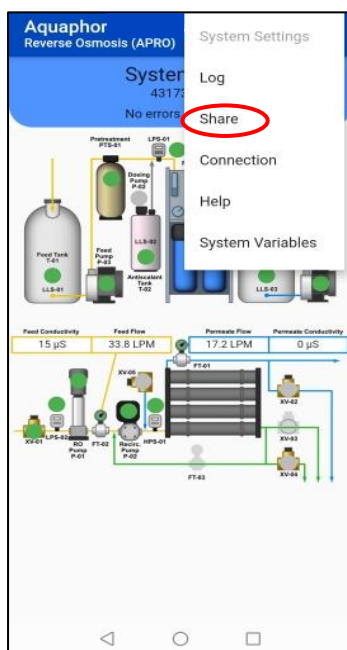 Aquaphor
Reverse Osmosis (APRO)
System Settings
Log
Share
Connection
Help
System Variables
System
43173
No errors
Pretreatment
PTS-01
LPS-01
Dosing
Pump
P-02
Feed Tank
T-01
LLS-01
Feed
Pump
P-03
LLS-02
Antiscalant
Tank
T-02
LLS-03
Feed Conductivity
Feed Flow
Permeate Flow
Permeate Conductivity
15 µS
33.8 LPM
17.2 LPM
0 µS
FT-01
XV-05
XV-01
LPS-02
RO
Pump
P-01
FT-02
Recirc.
Pump
P-02
HPS-01
FT-03
XV-02
XV-03
XV-04